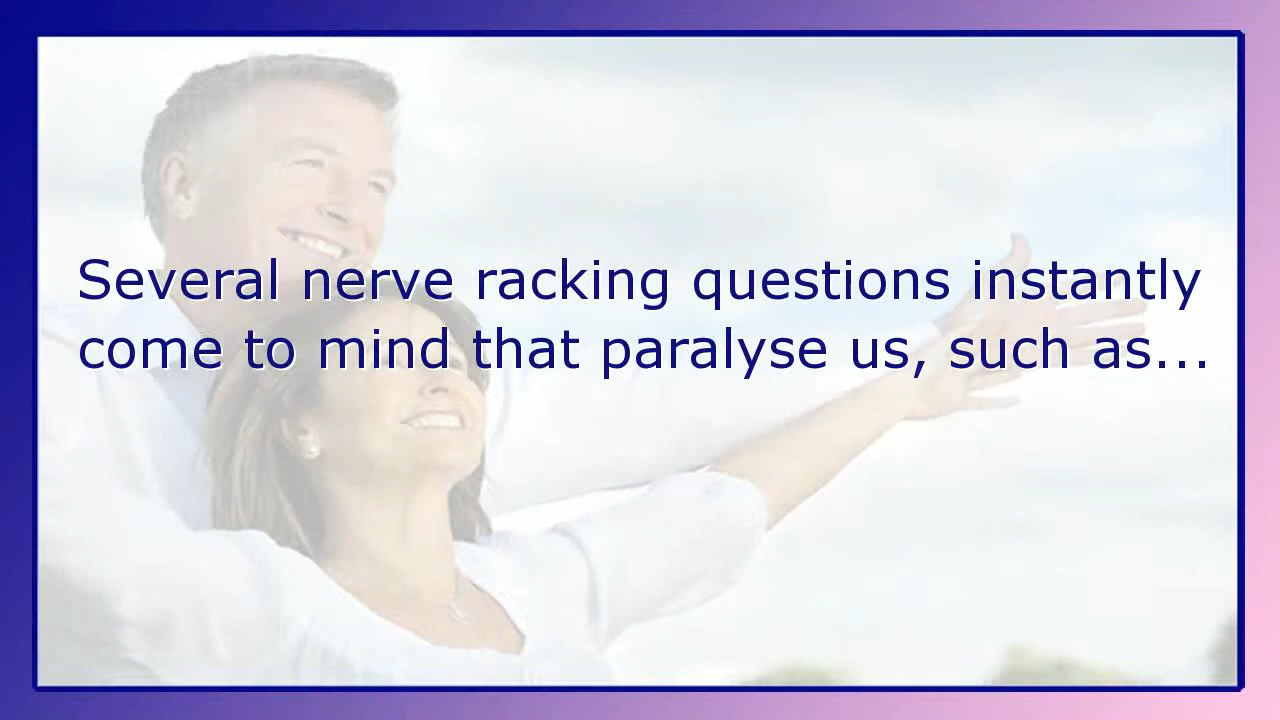 Several nerve racking questions instantly
come to mind that paralyse us, such as...